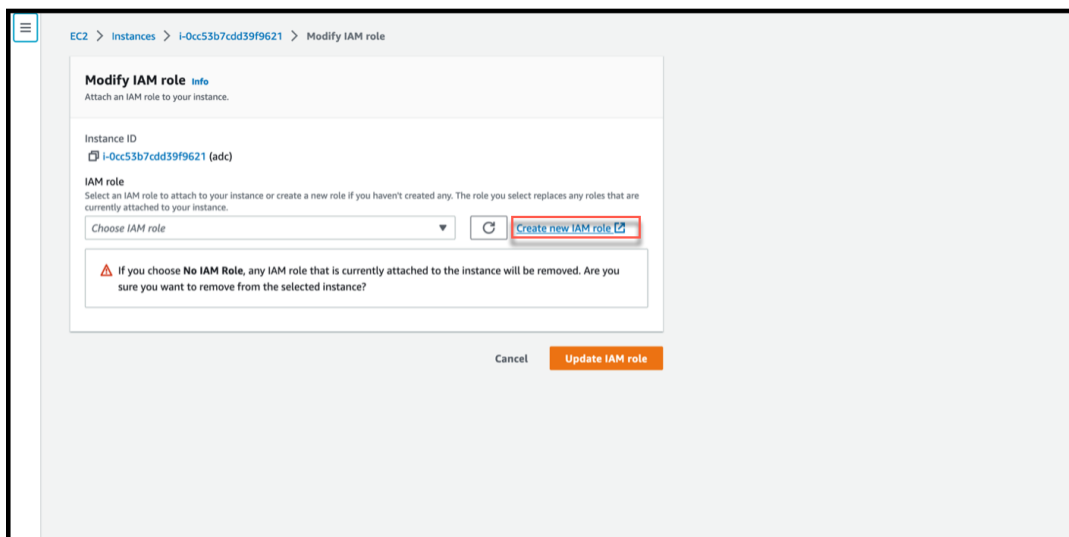 EC2 > Instances > i-0cc53b7cdd39f9621 > Modify IAM role
Modify IAM role Info
Attach an IAM role to your instance.
Instance ID
i-0cc53b7cdd39f9621 (adc)
IAM role
Select an IAM role to attach to your instance or create a new role if you haven't created any. The role you select replaces any roles that are
currently attached to your instance.
Choose IAM role
Create new IAM role
If you choose No IAM Role, any IAM role that is currently attached to the instance will be removed. Are you
sure you want to remove from the selected instance?
Cancel
Update IAM role